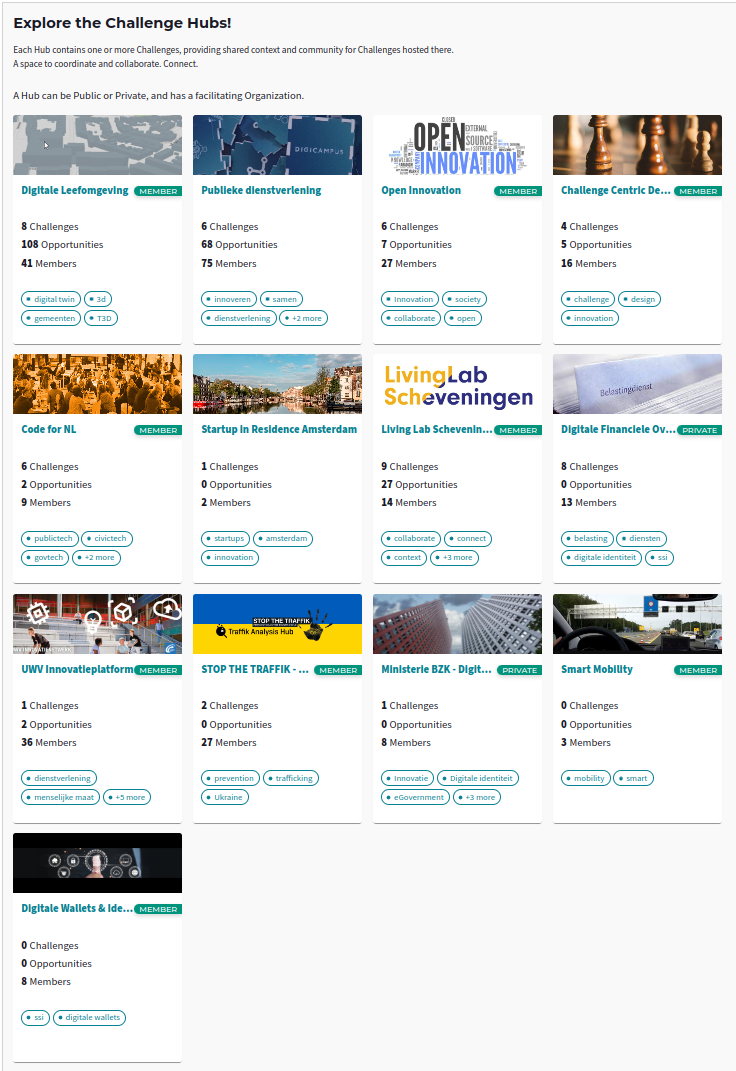 Explore the Challenge Hubs!
Each Hub contains one or more Challenges, providing shared context and community for Challenges hosted there.
A space to coordinate and collaborate. Connect.
A Hub can be Public or Private, and has a facilitating Organization.
Digitale Leefomgeving MEMBER
8 Challenges
108 Opportunities
41 Members
digital twin 3d
gemeenten T3D
DIGICAMPUS
Publieke dienstverlening
6 Challenges
68 Opportunities
75 Members
innoveren samen
dienstverlening +2 more
CLOSED
OPEN EXTERNAL
SOURCE
INNOVATION
Open Innovation MEMBER
6 Challenges
7 Opportunities
27 Members
Innovation society
collaborate open
Challenge Centric De... MEMBER
4 Challenges
5 Opportunities
16 Members
challenge design
innovation
Code for NL MEMBER
6 Challenges
2 Opportunities
9 Members
publictech civictech
govtech +2 more
Startup in Residence Amsterdam
1 Challenges
0 Opportunities
2 Members
startups amsterdam
innovation
LivingLab
Scheveningen
Living Lab Schevenin... MEMBER
9 Challenges
27 Opportunities
14 Members
collaborate connect
context +3 more
Belastingdienst
Digitale Financiele Ov... PRIVATE
8 Challenges
0 Opportunities
13 Members
belasting diensten
digitale identiteit ssi
UWV Innovatieplatform MEMBER
1 Challenges
2 Opportunities
36 Members
dienstverlening
menselijke maat +5 more
STOP THE TRAFFIK
Traffik Analysis Hub
STOP THE TRAFFIK - ... MEMBER
2 Challenges
0 Opportunities
27 Members
prevention trafficking
Ukraine
Ministerie BZK - Digit... PRIVATE
1 Challenges
0 Opportunities
8 Members
Innovatie Digitale identiteit
eGovernment +3 more
Smart Mobility MEMBER
0 Challenges
0 Opportunities
3 Members
mobility smart
Digitale Wallets & Ide... MEMBER
0 Challenges
0 Opportunities
8 Members
ssi digitale wallets